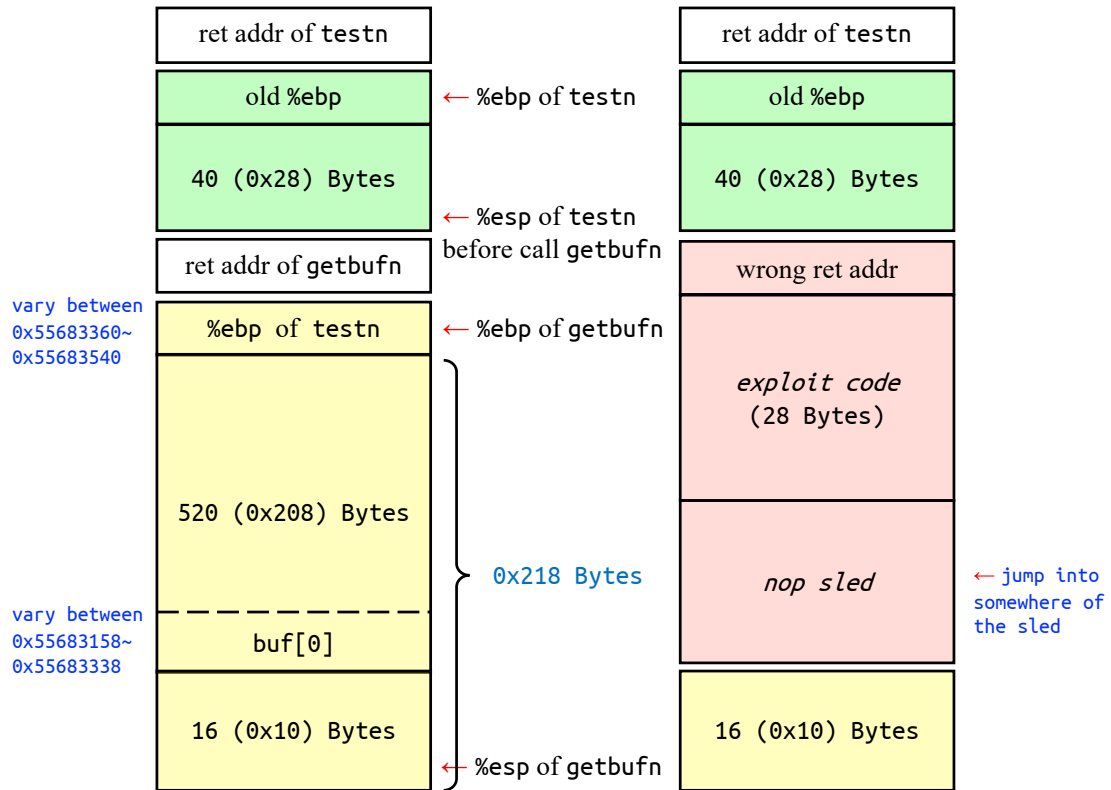 ret addr of testn
ret addr of testn
old %ebp
← %ebp of testn
old %ebp
40 (0x28) Bytes
40 (0x28) Bytes
← %esp of testn
before call getbufn
ret addr of getbufn
wrong ret addr
vary between
0x55683360~
0x55683540
%ebp of testn
← %ebp of getbufn
exploit code
(28 Bytes)
520 (0x208) Bytes
0x218 Bytes
nop sled
← jump into
somewhere of
the sled
vary between
0x55683158~
0x55683338
buf[0]
16 (0x10) Bytes
16 (0x10) Bytes
← %esp of getbufn